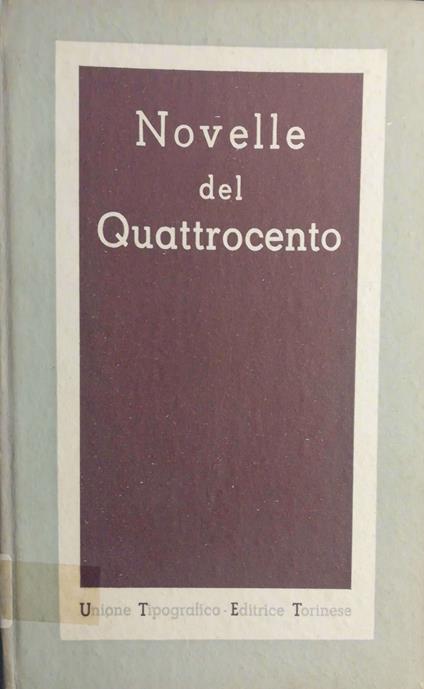 Novelle
del
Quattrocento
Unione Tipografico - Editrice Torinese